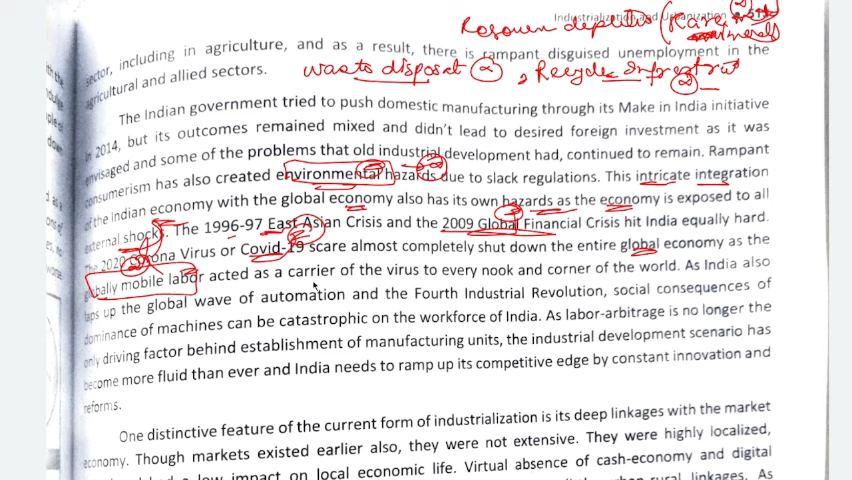 Industrialization and Urbanization
Resouren depletio (Rare
minerals
sector, including in agriculture, and as a result, there is rampant disguised unemployment in the
agricultural and allied sectors.
waste disposal 2, Recycle
The Indian government tried to push domestic manufacturing through its Make in India initiative
in 2014, but its outcomes remained mixed and didn't lead to desired foreign investment as it was
envisaged and some of the problems that old industrial development had, continued to remain. Rampant
consumerism has also created environmental hazards due to slack regulations. This intricate integration
of the Indian economy with the global economy also has its own hazards as the economy is exposed to all
external shocks. The 1996-97 East Asian Crisis and the 2009 Global Financial Crisis hit India equally hard.
The 2020 Corona Virus or Covid-19 scare almost completely shut down the entire global economy as the
globally mobile labor acted as a carrier of the virus to every nook and corner of the world. As India also
laps up the global wave of automation and the Fourth Industrial Revolution, social consequences of
dominance of machines can be catastrophic on the workforce of India. As labor-arbitrage is no longer the
only driving factor behind establishment of manufacturing units, the industrial development scenario has
become more fluid than ever and India needs to ramp up its competitive edge by constant innovation and
reforms.
One distinctive feature of the current form of industrialization is its deep linkages with the market
economy. Though markets existed earlier also, they were not extensive. They were highly localized,
a low impact on local economic life. Virtual absence of cash-economy and digital
rural linkages. As